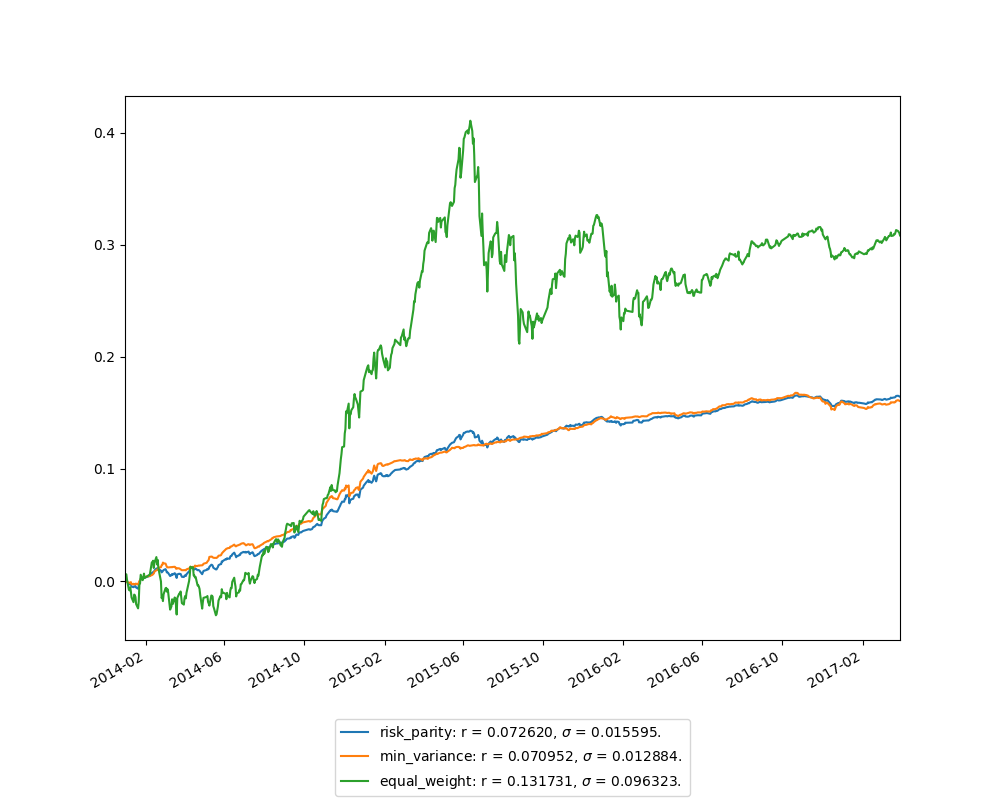 0.4
0.3
0.2
0.1
0.0
2014-02 2014-06 2014-10 2015-02 2015-06 2015-10 2016-02 2016-06 2016-10 2017-02
risk_parity: r = 0.072620, σ = 0.015595.
min_variance: r = 0.070952, σ = 0.012884.
equal_weight: r = 0.131731, σ = 0.096323.